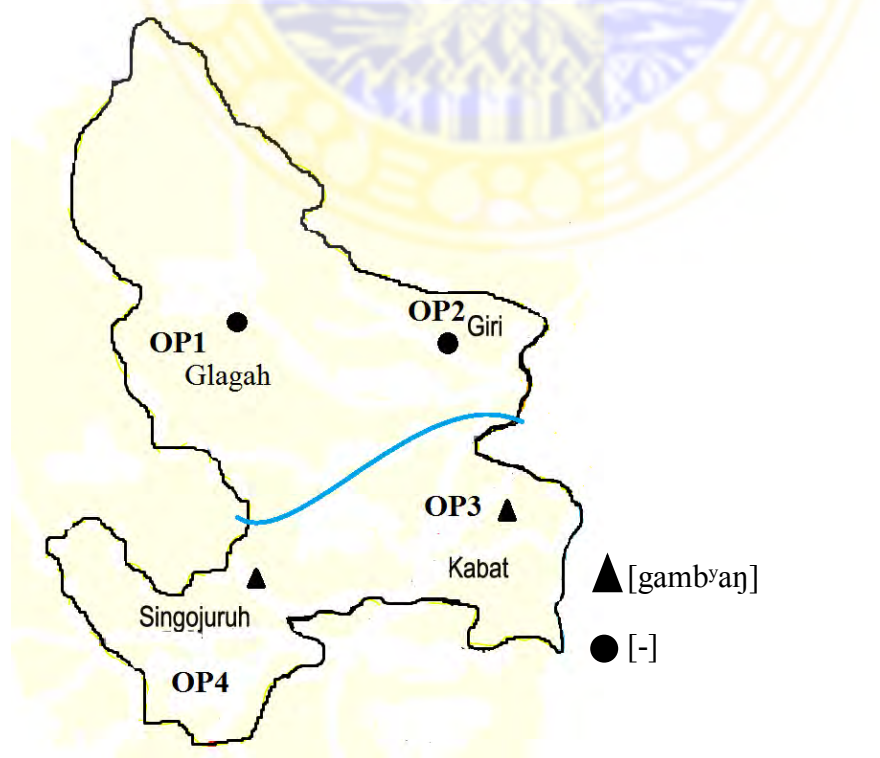 OP2
Giri
OP1
Glagah
OP3
Kabat
[gambʸaŋ]
Singojuruh
[-]
OP4